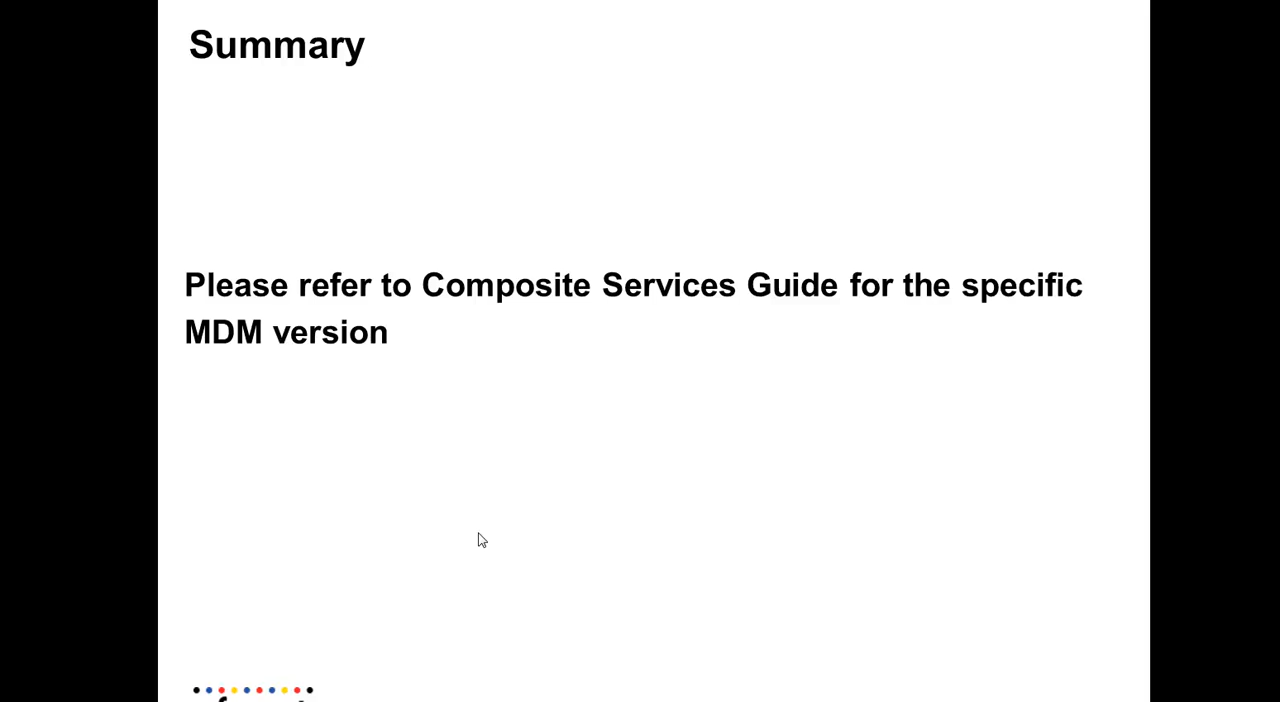 Summary
Please refer to Composite Services Guide for the specific
MDM version